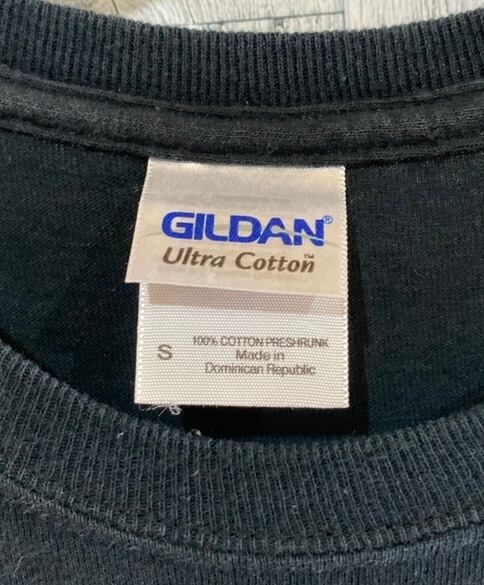 GILDAN®
Ultra Cotton™
S
100% COTTON PRESHRUNK
Made in
Dominican Republic